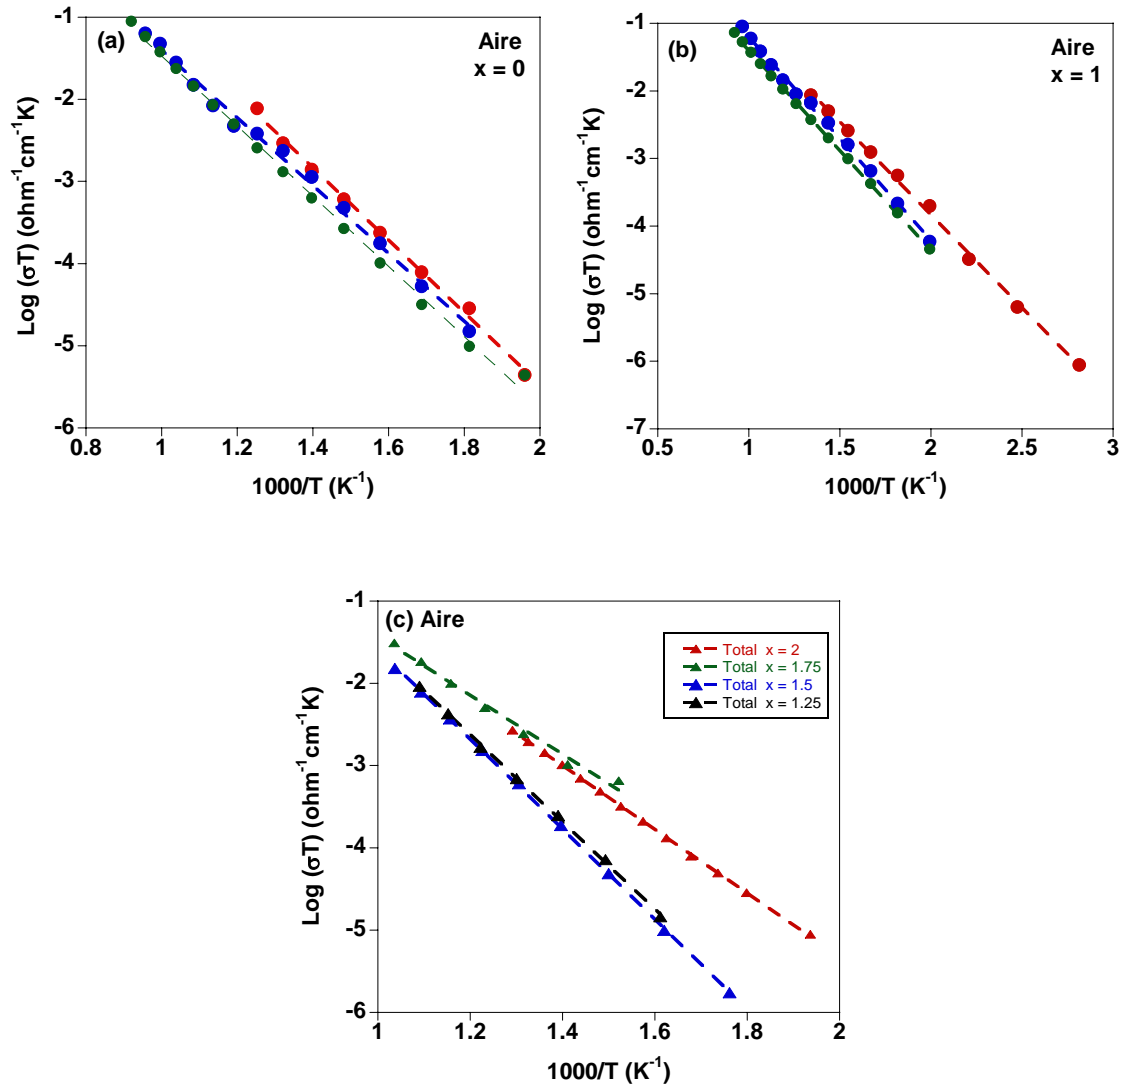 (a)
Aire
x = 0
-1
-2
-3
-4
-5
-6
0.8 1 1.2 1.4 1.6 1.8 2
Log (σT) (ohm⁻¹cm⁻¹K)
1000/T (K⁻¹)
(b)
Aire
x = 1
-1
-2
-3
-4
-5
-6
-7
0.5 1 1.5 2 2.5 3
Log (σT) (ohm⁻¹cm⁻¹K)
1000/T (K⁻¹)
(c) Aire
Total x = 2
Total x = 1.75
Total x = 1.5
Total x = 1.25
-1
-2
-3
-4
-5
-6
1 1.2 1.4 1.6 1.8 2
Log (σT) (ohm⁻¹cm⁻¹K)
1000/T (K⁻¹)